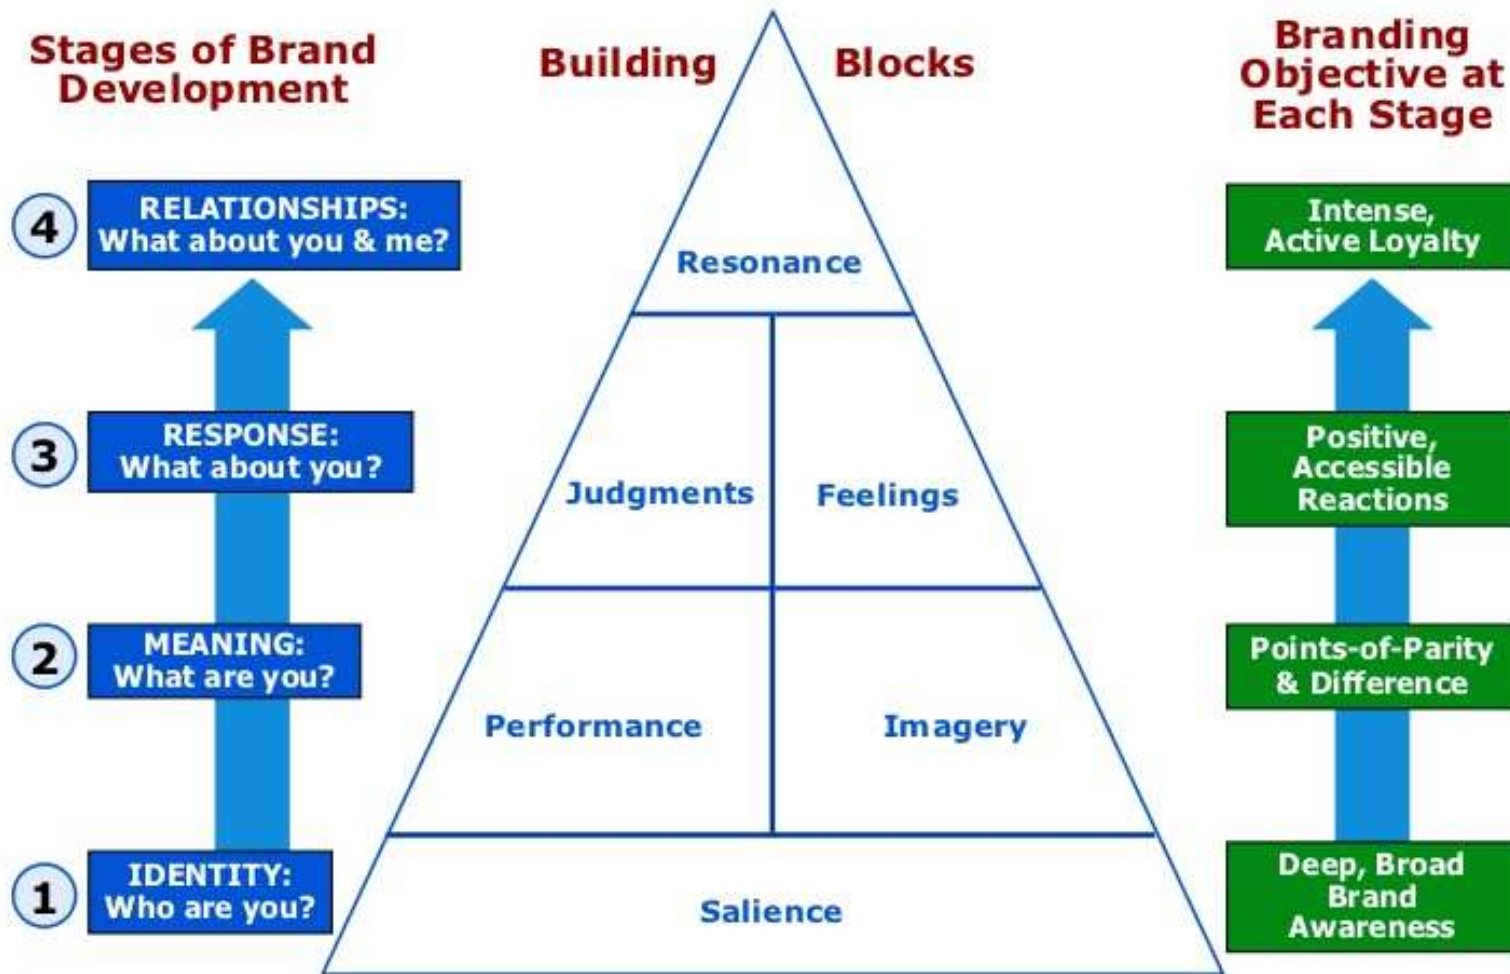 Stages of Brand
Development
Building Blocks
Branding
Objective at
Each Stage
4
RELATIONSHIPS:
What about you & me?
Resonance
Intense,
Active Loyalty
3
RESPONSE:
What about you?
Judgments
Feelings
Positive,
Accessible
Reactions
2
MEANING:
What are you?
Performance
Imagery
Points-of-Parity
& Difference
1
IDENTITY:
Who are you?
Salience
Deep, Broad
Brand
Awareness